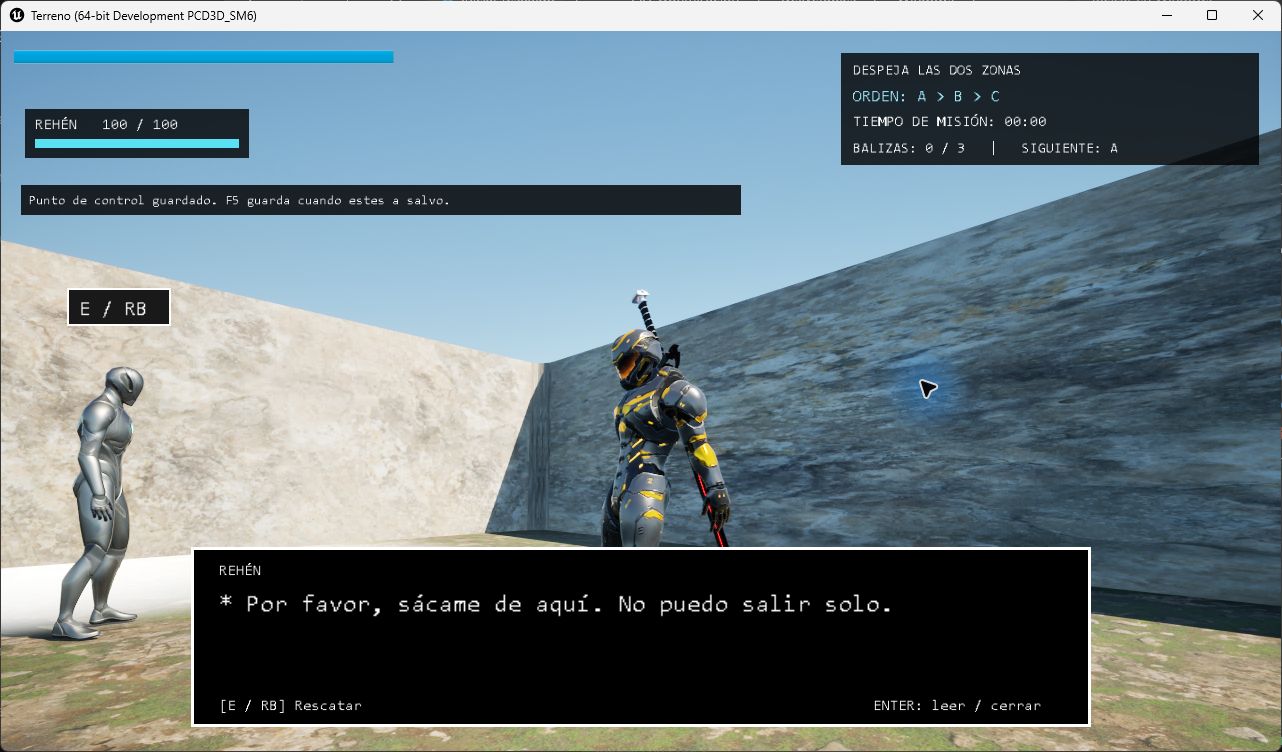 Terreno (64-bit Development PCD3D_SM6)
DESPEJA LAS DOS ZONAS
ORDEN: A > B > C
TIEMPO DE MISIÓN: 00:00
BALIZAS: 0 / 3 | SIGUIENTE: A
REHÉN 100 / 100
Punto de control guardado. F5 guarda cuando estes a salvo.
E / RB
REHÉN
* Por favor, sácame de aquí. No puedo salir solo.
[E / RB] Rescatar
ENTER: leer / cerrar